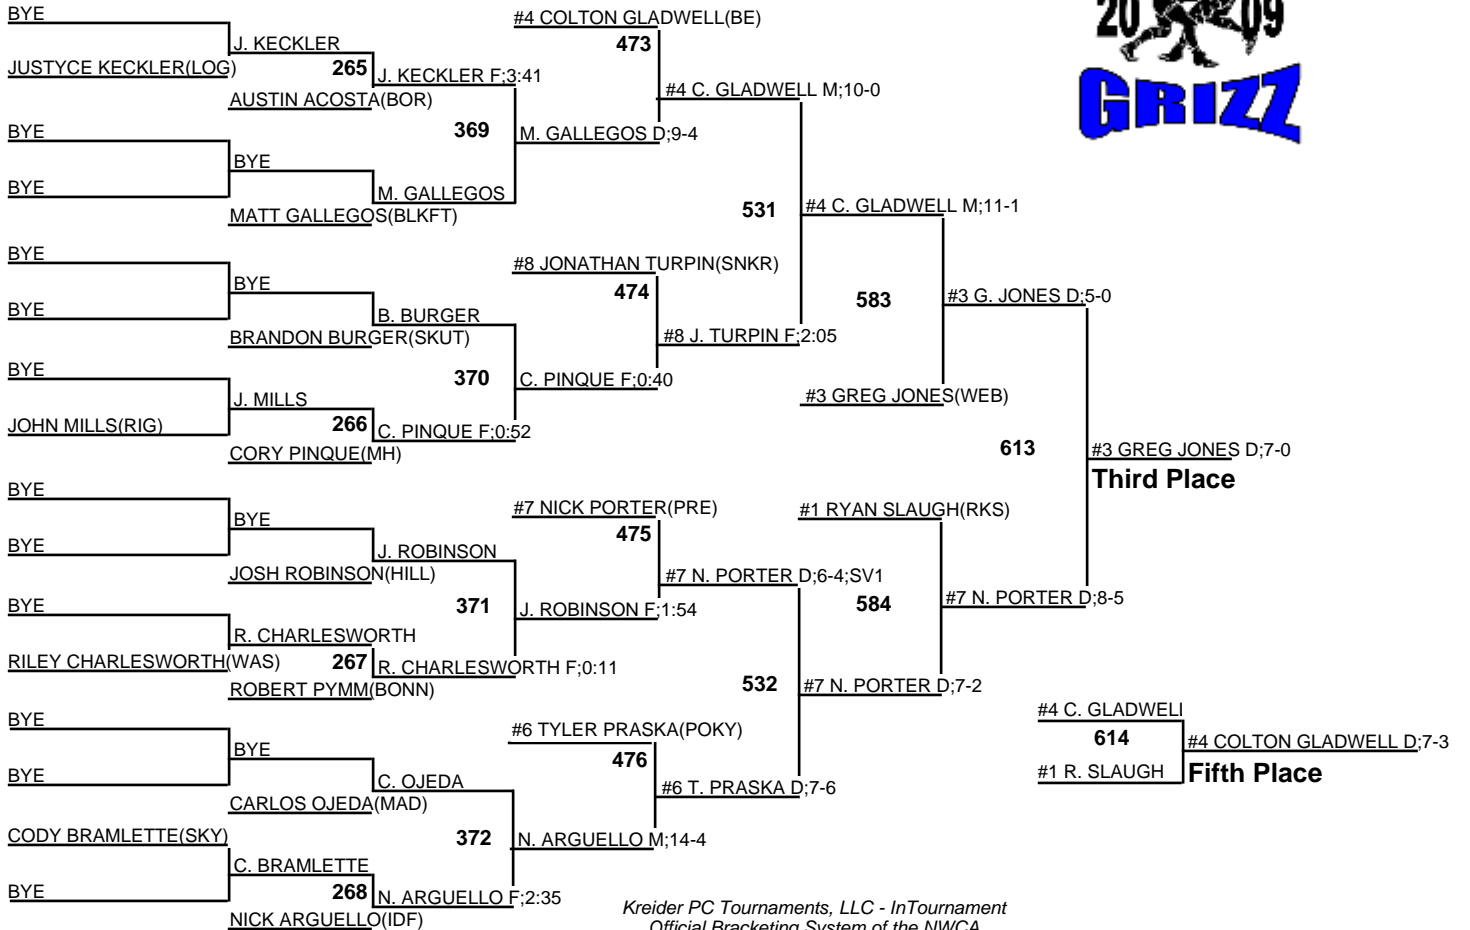 BYE
JUSTYCE KECKLER(LOG)
BYE
BYE
BYE
BYE
BYE
JOHN MILLS(RIG)
BYE
BYE
BYE
RILEY CHARLESWORTH(WAS)
BYE
BYE
CODY BRAMLETTE(SKY)
BYE
J. KECKLER
265
AUSTIN ACOSTA(BOR)
BYE
MATT GALLEGOS(BLKFT)
BYE
BRANDON BURGER(SKUT)
J. MILLS
266
CORY PINQUE(MH)
BYE
JOSH ROBINSON(HILL)
R. CHARLESWORTH
267
ROBERT PYMM(BONN)
BYE
CARLOS OJEDA(MAD)
C. BRAMLETTE
268
NICK ARGUELLO(IDF)
J. KECKLER F;3:41
369
M. GALLEGOS
B. BURGER
370
C. PINQUE F;0:52
J. ROBINSON
371
R. CHARLESWORTH F;0:11
C. OJEDA
372
N. ARGUELLO F;2:35
#4 COLTON GLADWELL(BE)
473
M. GALLEGOS D;9-4
#8 JONATHAN TURPIN(SNKR)
474
C. PINQUE F;0:40
#7 NICK PORTER(PRE)
475
J. ROBINSON F;1:54
#6 TYLER PRASKA(POKY)
476
N. ARGUELLO M;14-4
#4 C. GLADWELL M;10-0
531
#8 J. TURPIN F;2:05
#7 N. PORTER D;6-4;SV1
532
#6 T. PRASKA D;7-6
#4 C. GLADWELL M;11-1
583
#3 GREG JONES(WEB)
#1 RYAN SLAUGH(RKS)
584
#7 N. PORTER D;7-2
#3 G. JONES D;5-0
613
#7 N. PORTER D;8-5
#3 GREG JONES D;7-0
Third Place
#4 C. GLADWELL
614
#1 R. SLAUGH
#4 COLTON GLADWELL D;7-3
Fifth Place
20 09
GRIZZ
Kreider PC Tournaments, LLC - InTournament
Official Bracketing System of the NWCA